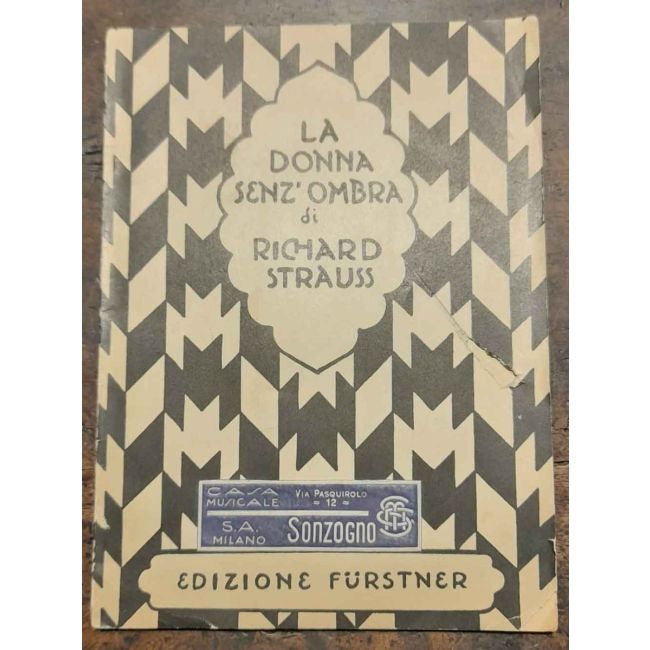 LA
DONNA
SENZ'OMBRA
di
RICHARD
STRAUSS
CASA
MUSICALE
VIA PASQUIROLO
= 12 =
S.A.
MILANO
SONZOGNO
EDIZIONE FÜRSTNER